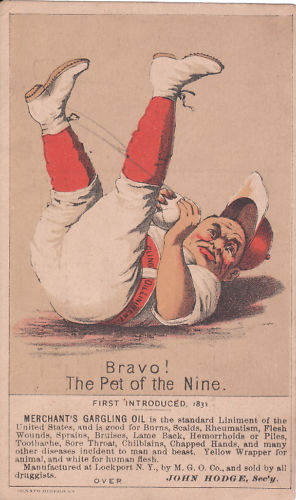 GLING OIL LINIMENT
Bravo!
The Pet of the Nine.
FIRST INTRODUCED, 1833
MERCHANT'S GARGLING OIL is the standard Liniment of the
United States, and is good for Burns, Scalds, Rheumatism, Flesh
Wounds, Sprains, Bruises, Lame Back, Hemorrhoids or Piles,
Toothache, Sore Throat, Chilblains, Chapped Hands, and many
other diseases incident to man and beast. Yellow Wrapper for
animal, and white for human flesh.
Manufactured at Lockport N. Y., by M. G. O. Co., and sold by all
druggists.
OVER
JOHN HODGE, Sec'y.